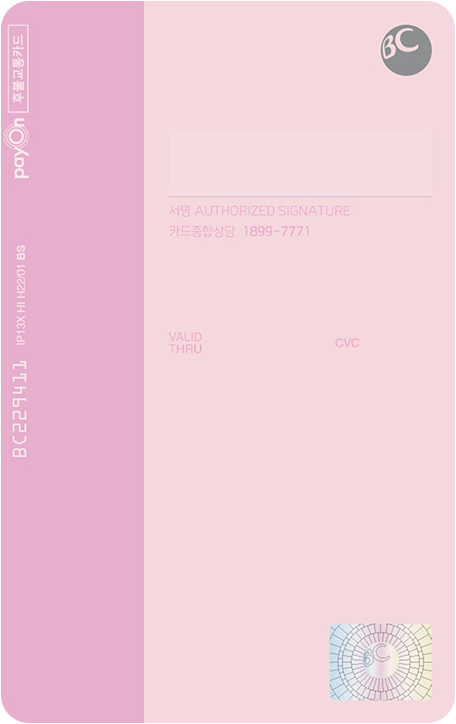 BC
후불교통카드
payOn
서명 AUTHORIZED SIGNATURE
카드종합상담 1899-7771
IP13X HI H22/01 BS
BC229411
VALID
THRU
CVC
BC